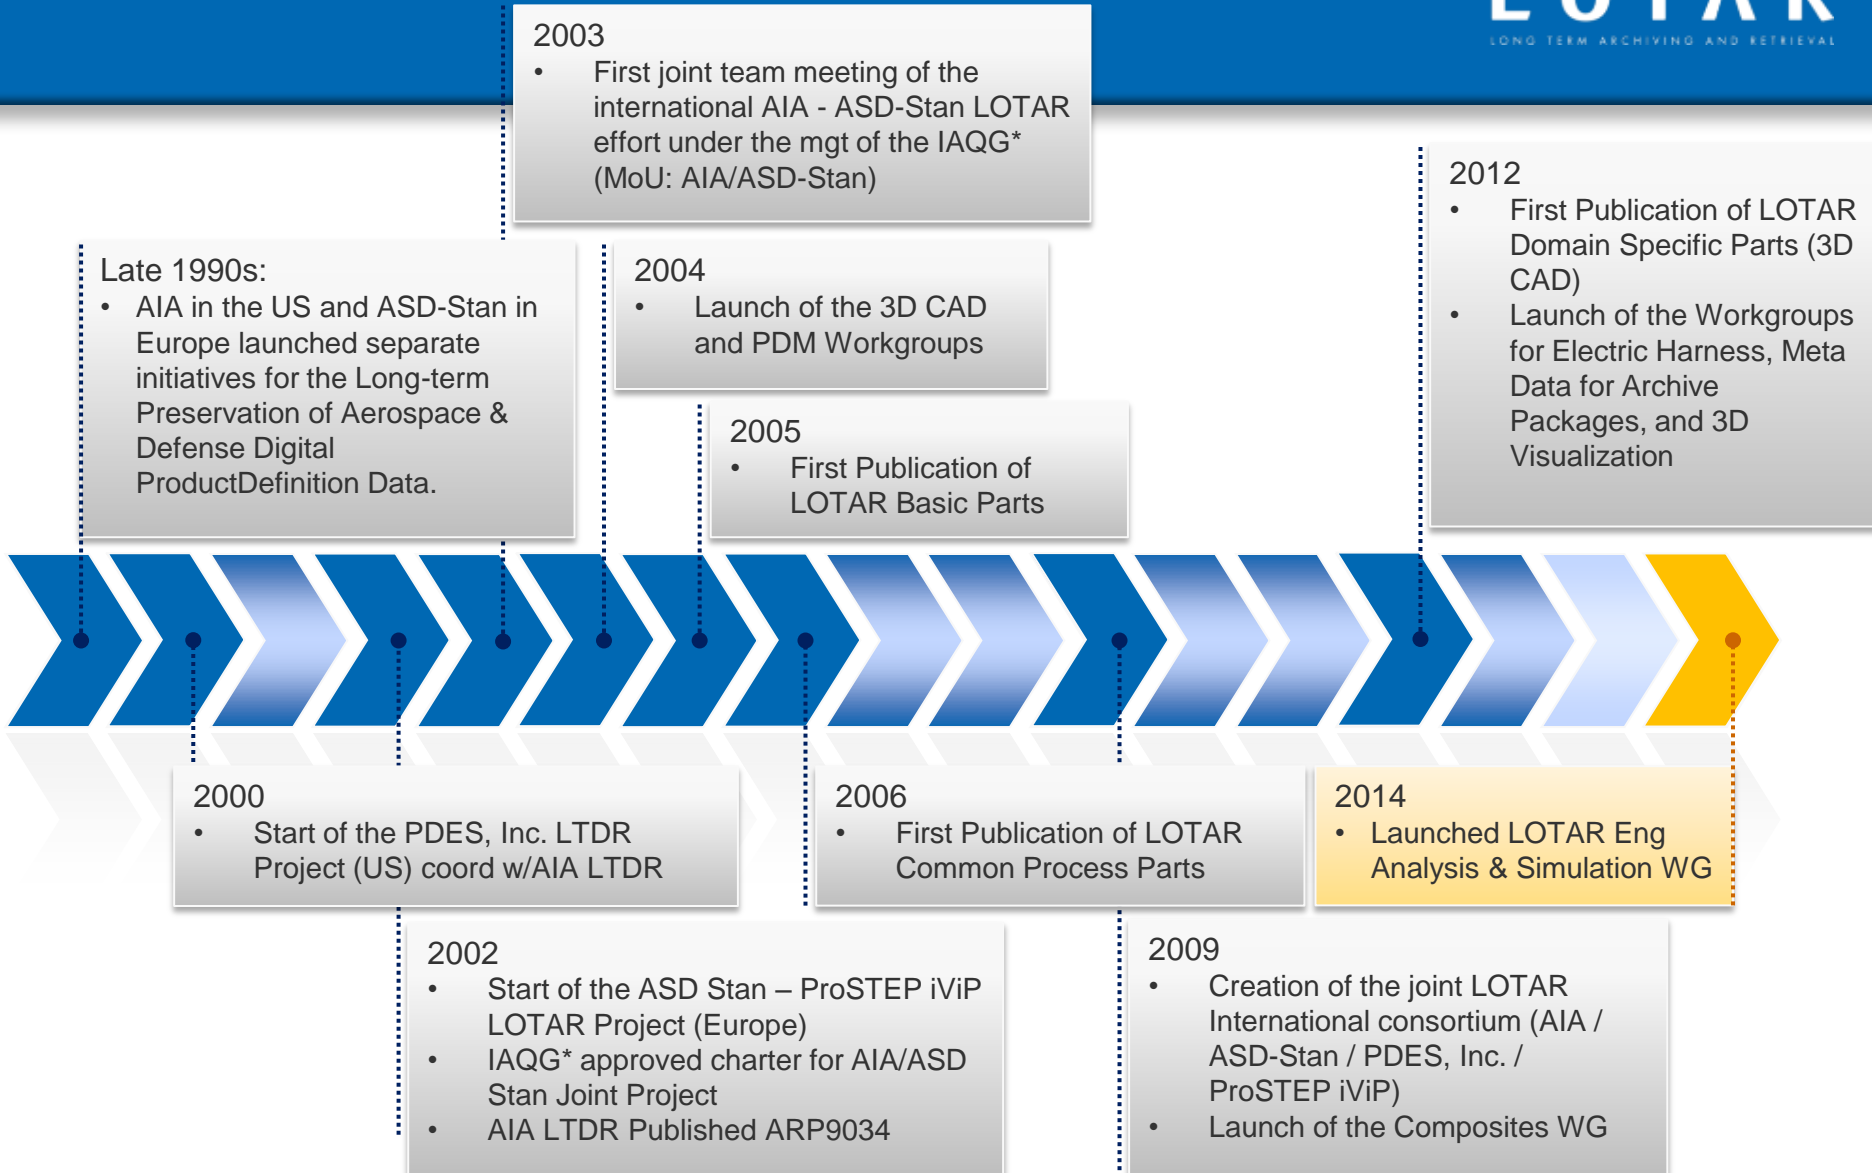 LOTAR
LONG TERM ARCHIVING AND RETRIEVAL
2003
• First joint team meeting of the
international AIA - ASD-Stan LOTAR
effort under the mgt of the IAQG*
(MoU: AIA/ASD-Stan)
Late 1990s:
• AIA in the US and ASD-Stan in
Europe launched separate
initiatives for the Long-term
Preservation of Aerospace &
Defense Digital
ProductDefinition Data.
2004
• Launch of the 3D CAD
and PDM Workgroups
2005
• First Publication of
LOTAR Basic Parts
2012
• First Publication of LOTAR
Domain Specific Parts (3D
CAD)
• Launch of the Workgroups
for Electric Harness, Meta
Data for Archive
Packages, and 3D
Visualization
2000
• Start of the PDES, Inc. LTDR
Project (US) coord w/AIA LTDR
2002
• Start of the ASD Stan – ProSTEP iViP
LOTAR Project (Europe)
• IAQG* approved charter for AIA/ASD
Stan Joint Project
• AIA LTDR Published ARP9034
2006
• First Publication of LOTAR
Common Process Parts
2009
• Creation of the joint LOTAR
International consortium (AIA /
ASD-Stan / PDES, Inc. /
ProSTEP iViP)
• Launch of the Composites WG
2014
• Launched LOTAR Eng
Analysis & Simulation WG